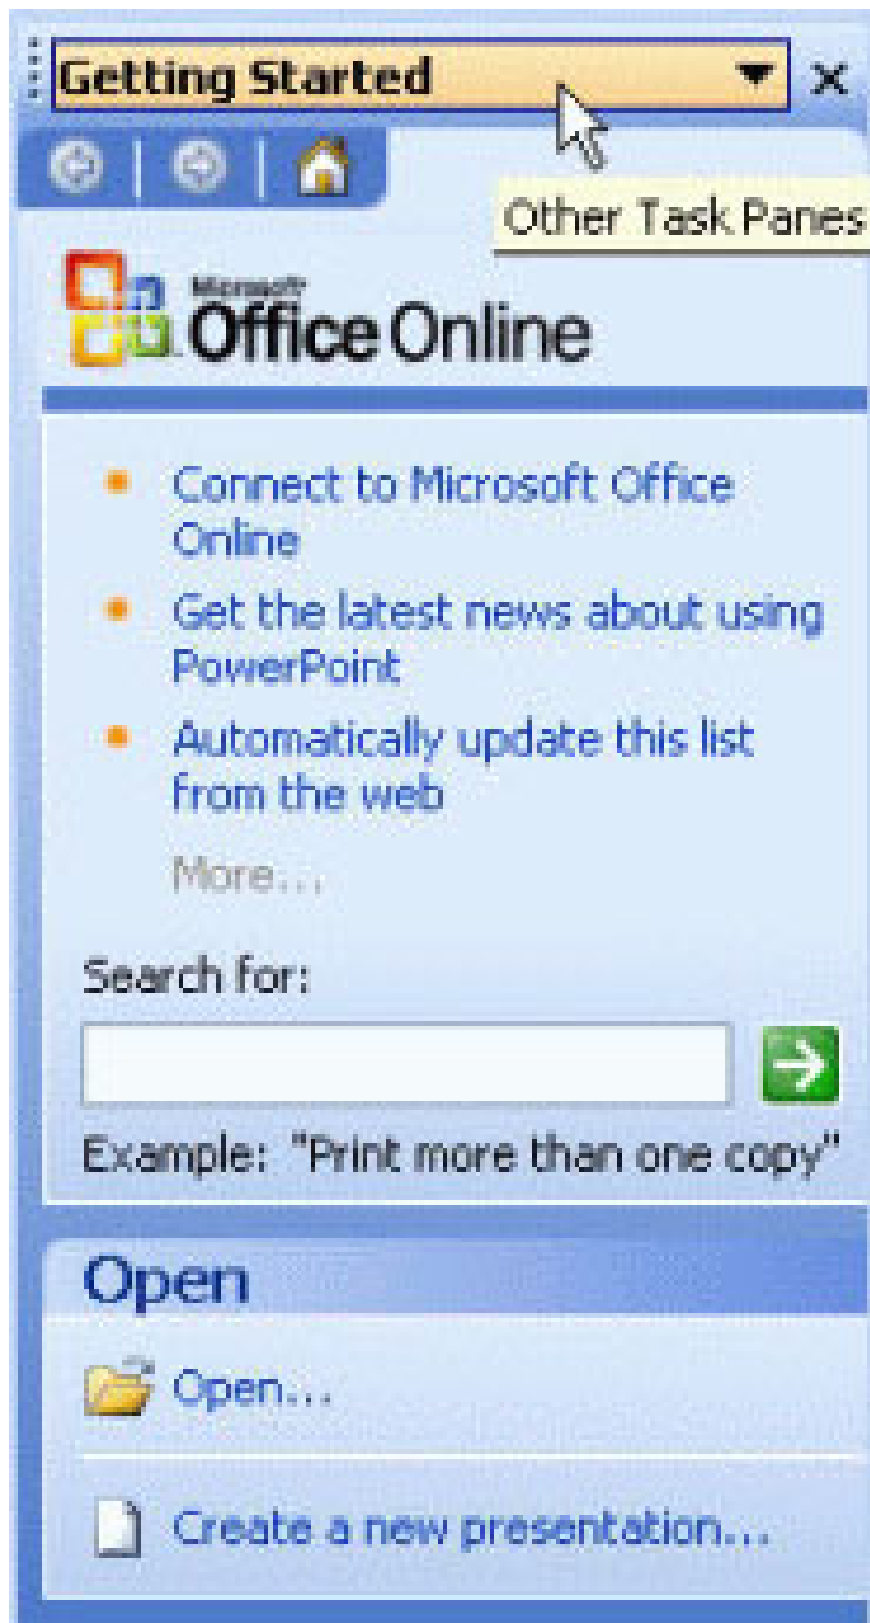 Getting Started
Other Task Panes
Microsoft
Office Online
Connect to Microsoft Office
Online
Get the latest news about using
PowerPoint
Automatically update this list
from the web
More...
Search for:
Example: "Print more than one copy"
Open
Open...
Create a new presentation...